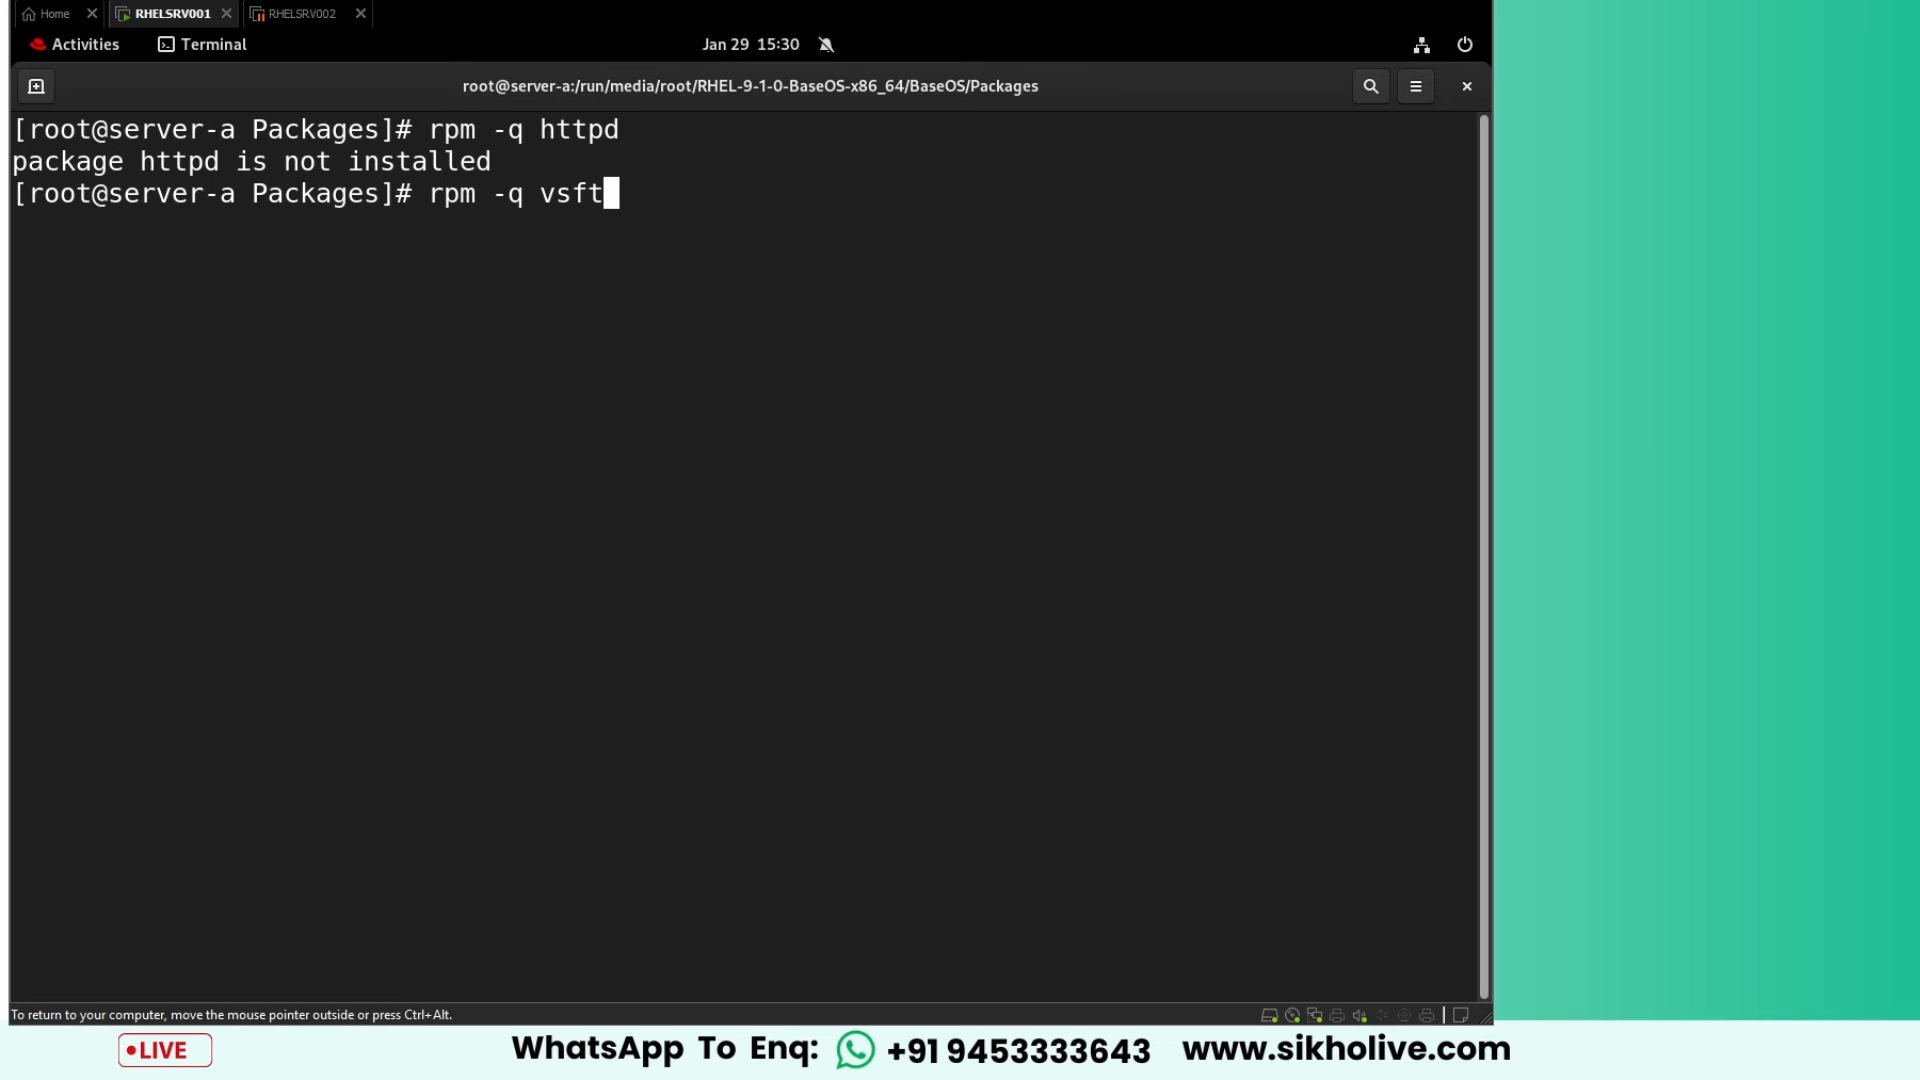 Home
RHELSRV001
RHELSRV002
Activities Terminal Jan 29 15:30
root@server-a:/run/media/root/RHEL-9-1-0-BaseOS-x86_64/BaseOS/Packages
[root@server-a Packages]# rpm -q httpd
package httpd is not installed
[root@server-a Packages]# rpm -q vsft
To return to your computer, move the mouse pointer outside or press Ctrl+Alt.
LIVE WhatsApp To Enq: +91 9453333643 www.sikholive.com